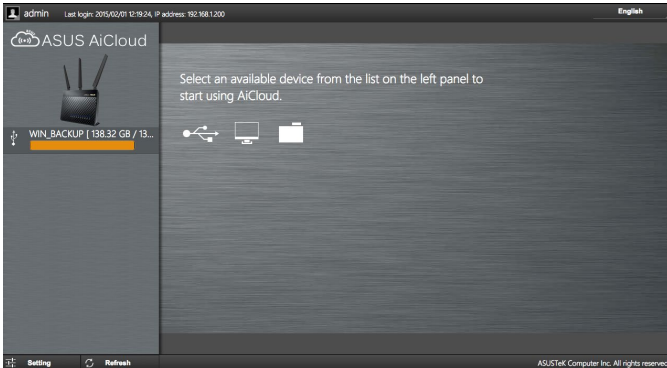 admin Last login: 2015/02/01 12:19:24, IP address: 192.168.1.200 English
ASUS AiCloud
Select an available device from the list on the left panel to
start using AiCloud.
WIN_BACKUP [ 138.32 GB / 13...
Setting Refresh ASUSTeK Computer Inc. All rights reserved